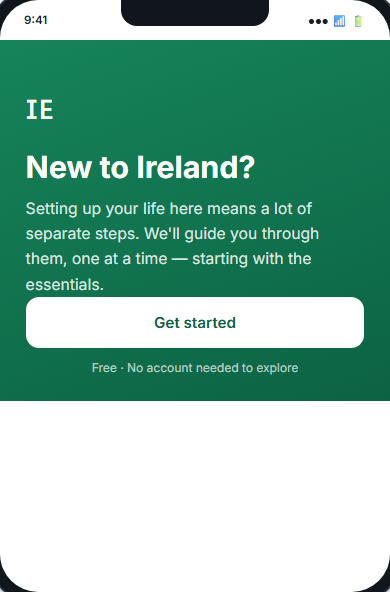 9:41
IE
New to Ireland?
Setting up your life here means a lot of
separate steps. We'll guide you through
them, one at a time — starting with the
essentials.
Get started
Free · No account needed to explore